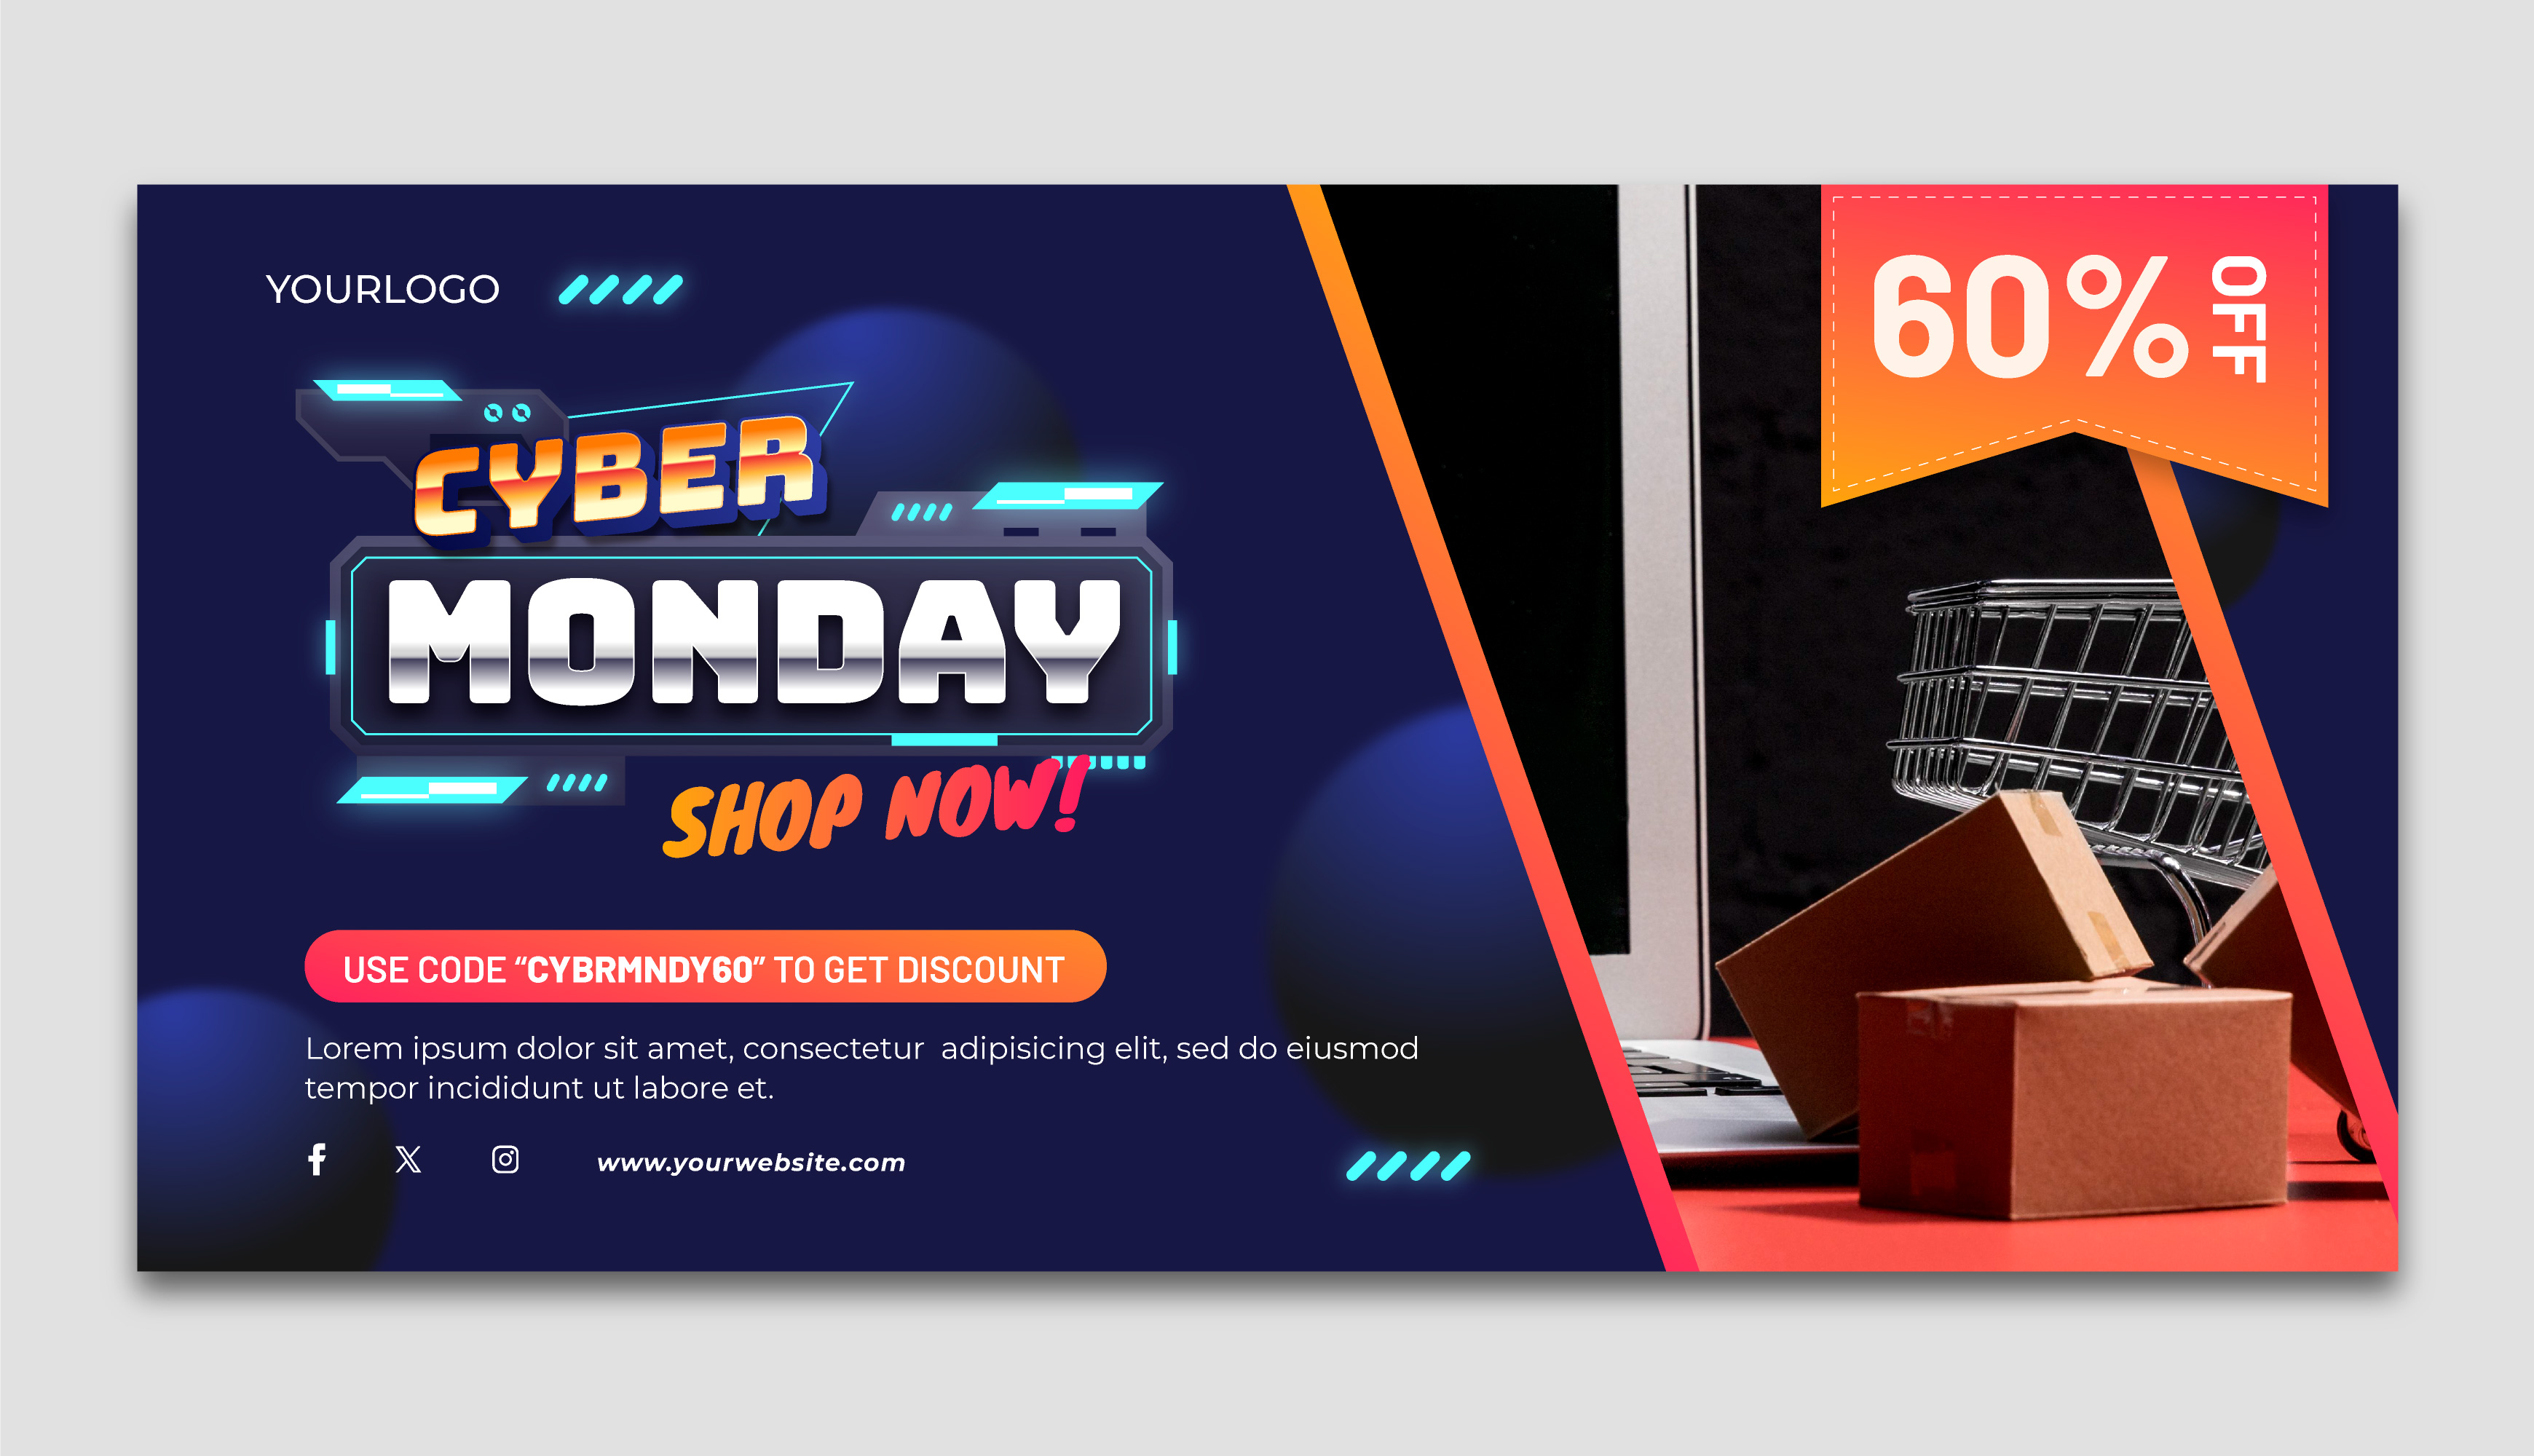 YOURLOGO
60% OFF
CYBER
MONDAY
SHOP NOW!
USE CODE “CYBRMNDY60” TO GET DISCOUNT
Lorem ipsum dolor sit amet, consectetur  adipisicing elit, sed do eiusmod
tempor incididunt ut labore et.
www.yourwebsite.com